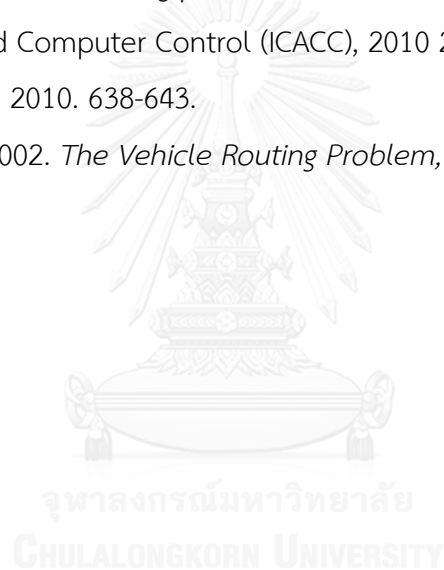 d Computer Control (ICACC), 2010 2
2010. 638-643.
002. The Vehicle Routing Problem,
จุฬาลงกรณ์มหาวิทยาลัย
CHULALONGKORN UNIVERSITY